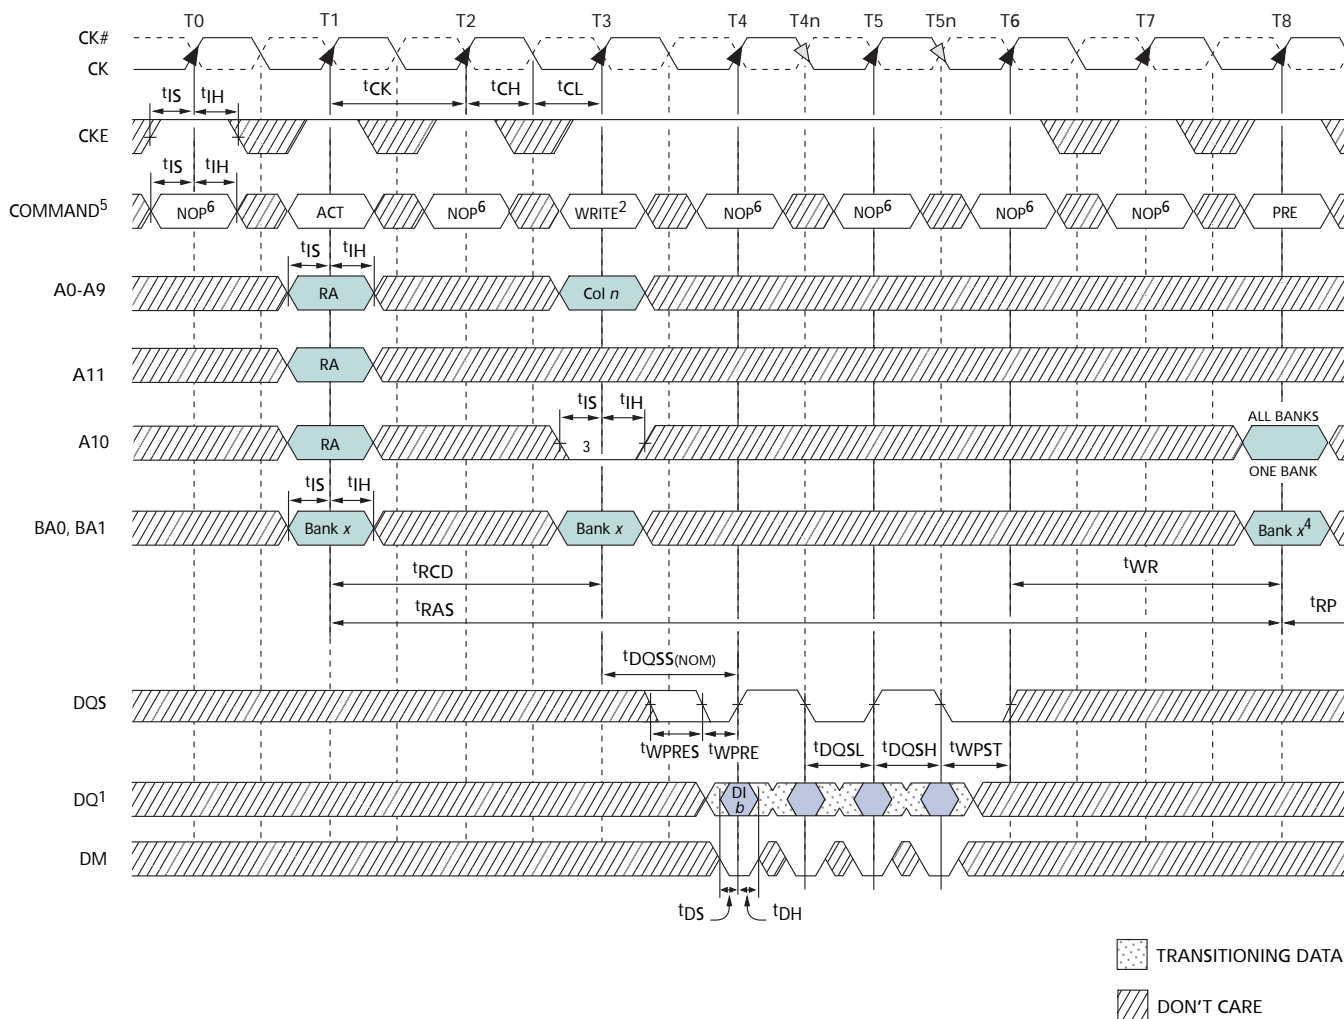 T0 T1 T2 T3 T4 T4n T5 T5n T6 T7 T8
CK#
CK
tIS tIH tCK tCH tCL
CKE
tIS tIH
COMMAND5 NOP6 ACT NOP6 WRITE2 NOP6 NOP6 NOP6 NOP6 PRE
tIS tIH
A0-A9 RA Col n
A11 RA
tIS tIH ALL BANKS
A10 RA 3
ONE BANK
tIS tIH
BA0, BA1 Bank x Bank x Bank x4
tRCD tWR
tRAS tRP
tDQSS(NOM)
DQS
tWPRES tWPRE tDQSL tDQSH tWPST
DQ1 DI
b
DM
tDS tDH
TRANSITIONING DATA
DON'T CARE